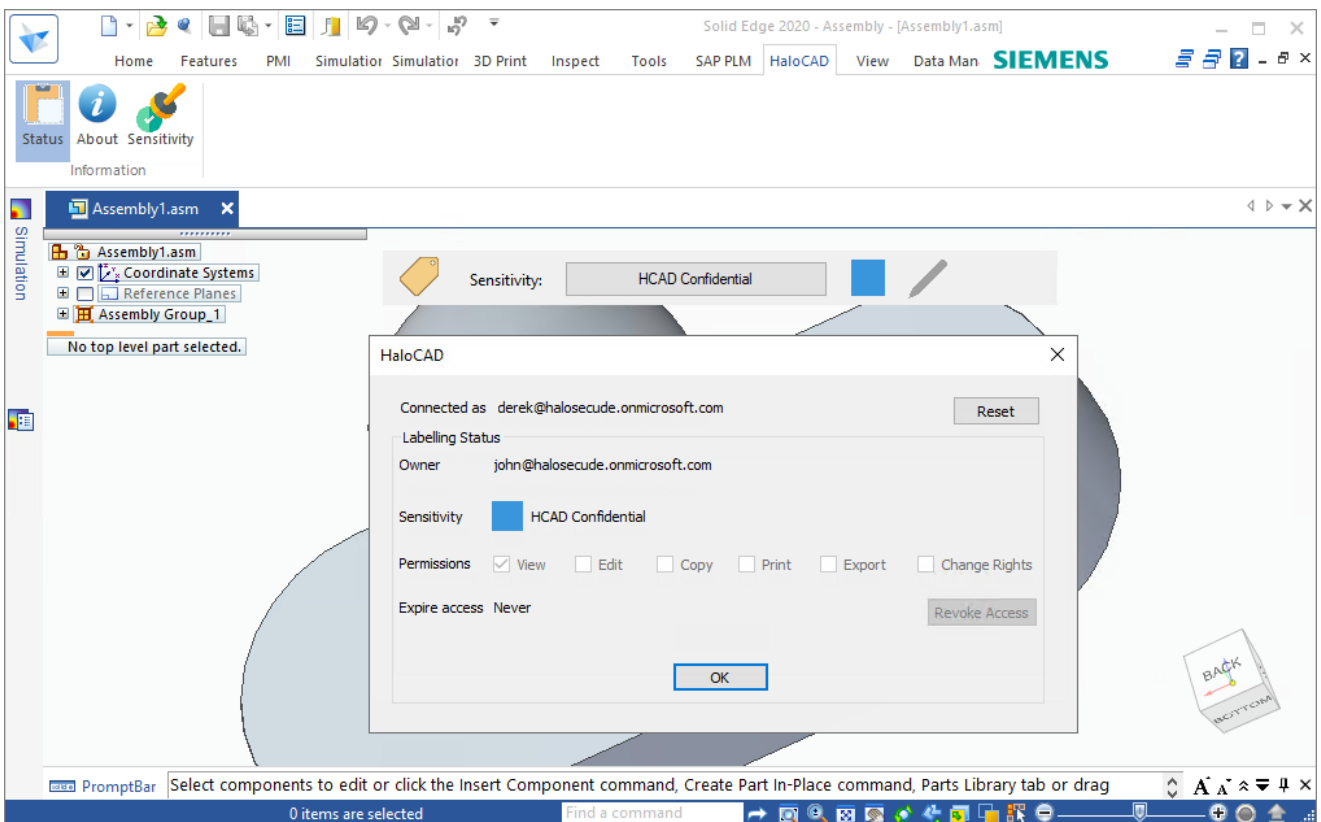 Solid Edge 2020 - Assembly - [Assembly1.asm]
Home Features PMI Simulation Simulation 3D Print Inspect Tools SAP PLM HaloCAD View Data Man SIEMENS
Status About Sensitivity
Information
Assembly1.asm
Simulation
Assembly1.asm
Coordinate Systems
Reference Planes
Assembly Group_1
No top level part selected.
Sensitivity: HCAD Confidential
HaloCAD
Connected as derek@halosecude.onmicrosoft.com Reset
Labelling Status
Owner john@halosecude.onmicrosoft.com
Sensitivity HCAD Confidential
Permissions View Edit Copy Print Export Change Rights
Expire access Never Revoke Access
OK
BACK
BOTTOM
PromptBar Select components to edit or click the Insert Component command, Create Part In-Place command, Parts Library tab or drag A A
0 items are selected Find a command